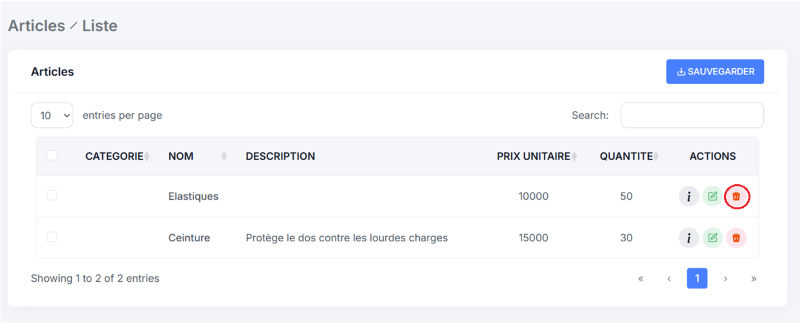 Articles / Liste
Articles
SAUVEGARDER
10 entries per page Search:
CATEGORIE NOM DESCRIPTION PRIX UNITAIRE QUANTITE ACTIONS
Elastiques 10000 50 i
Ceinture Protège le dos contre les lourdes charges 15000 30 i
Showing 1 to 2 of 2 entries « ‹ 1 › »